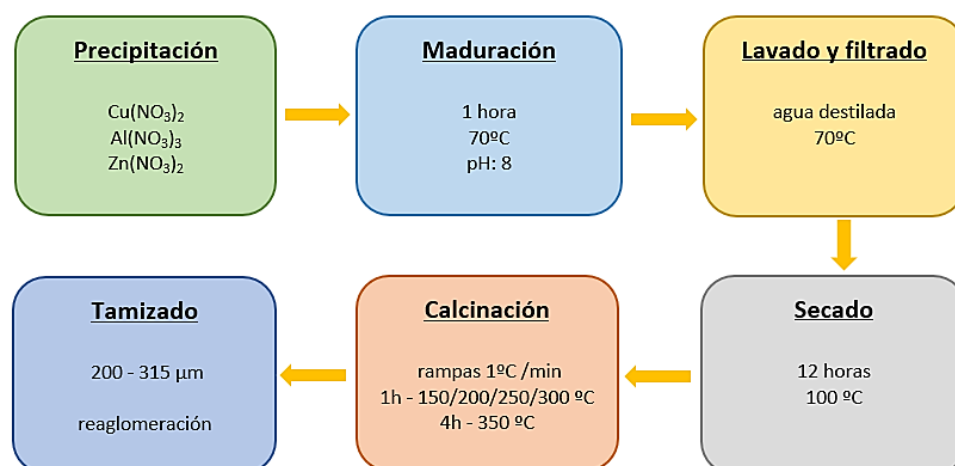 Precipitación
Cu(NO₃)₂
Al(NO₃)₃
Zn(NO₃)₂
Maduración
1 hora
70ºC
pH: 8
Lavado y filtrado
agua destilada
70ºC
Tamizado
200 - 315 µm
reaglomeración
Calcinación
rampas 1ºC /min
1h - 150/200/250/300 ºC
4h - 350 ºC
Secado
12 horas
100 ºC